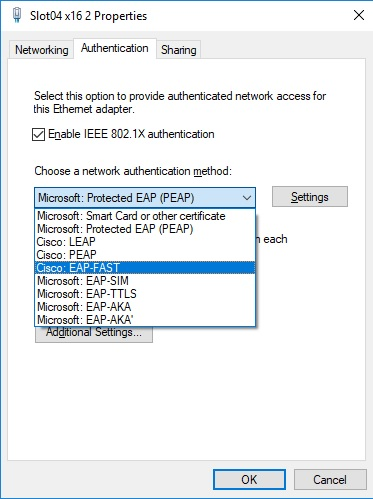 Slot04 x16 2 Properties
Networking
Authentication
Sharing
Select this option to provide authenticated network access for
this Ethernet adapter.
Enable IEEE 802.1X authentication
Choose a network authentication method:
Microsoft: Protected EAP (PEAP)
Settings
Microsoft: Smart Card or other certificate
Microsoft: Protected EAP (PEAP)
Cisco: LEAP
Cisco: PEAP
each
Cisco: EAP-FAST
Microsoft: EAP-SIM
Microsoft: EAP-TTLS
Microsoft: EAP-AKA
Microsoft: EAP-AKA'
Additional Settings...
OK
Cancel